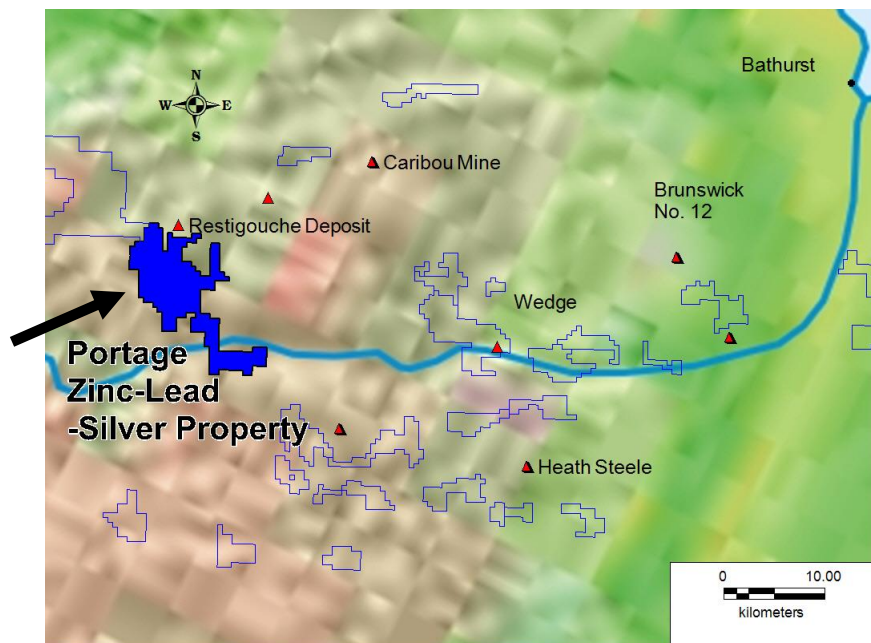 Bathurst
N
W E
S
Caribou Mine
Brunswick
No. 12
Restigouche Deposit
Wedge
Portage
Zinc-Lead
-Silver Property
Heath Steele
0 10.00
kilometers